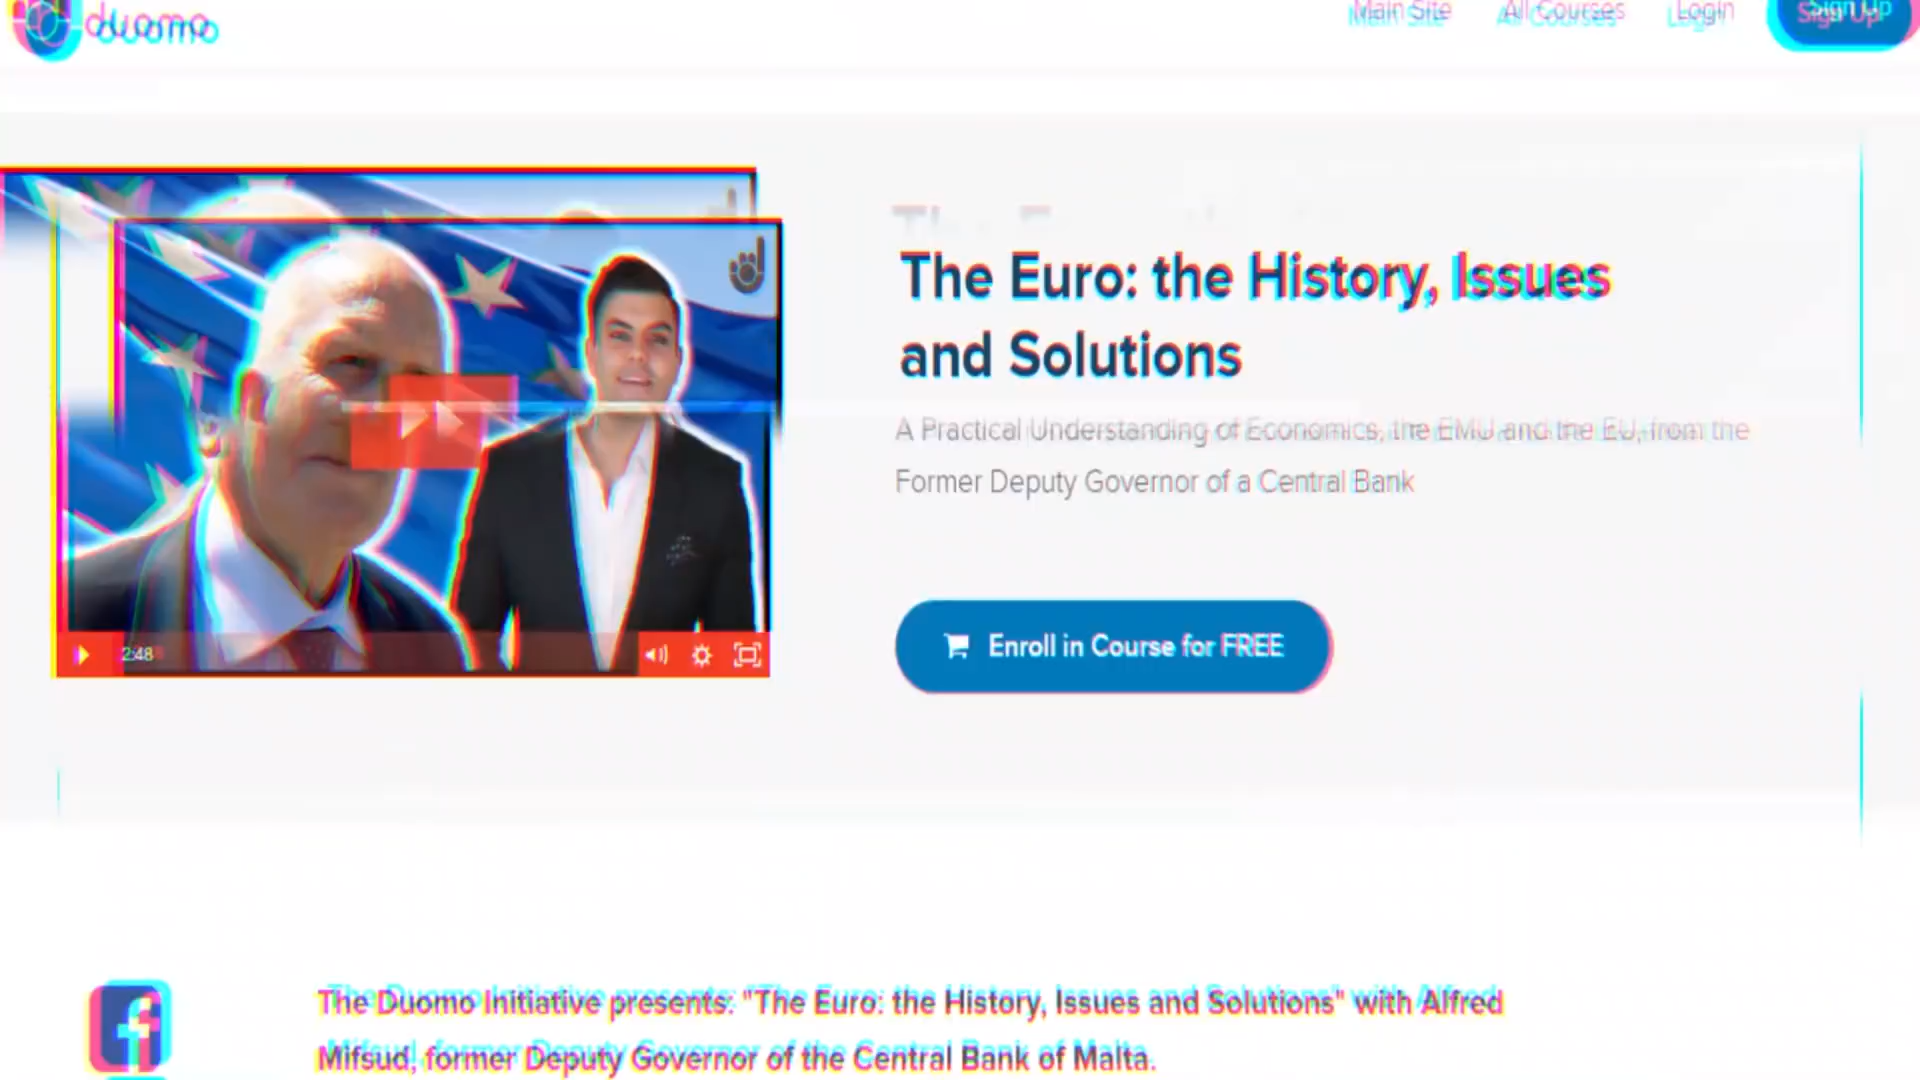 duomo
Main Site All Courses Login Sign Up
The Euro: the History, Issues
and Solutions
A Practical Understanding of Economics, the EMU and the EU, from the
Former Deputy Governor of a Central Bank
2:48
Enroll in Course for FREE
The Duomo Initiative presents: "The Euro: the History, Issues and Solutions" with Alfred
Mifsud, former Deputy Governor of the Central Bank of Malta.